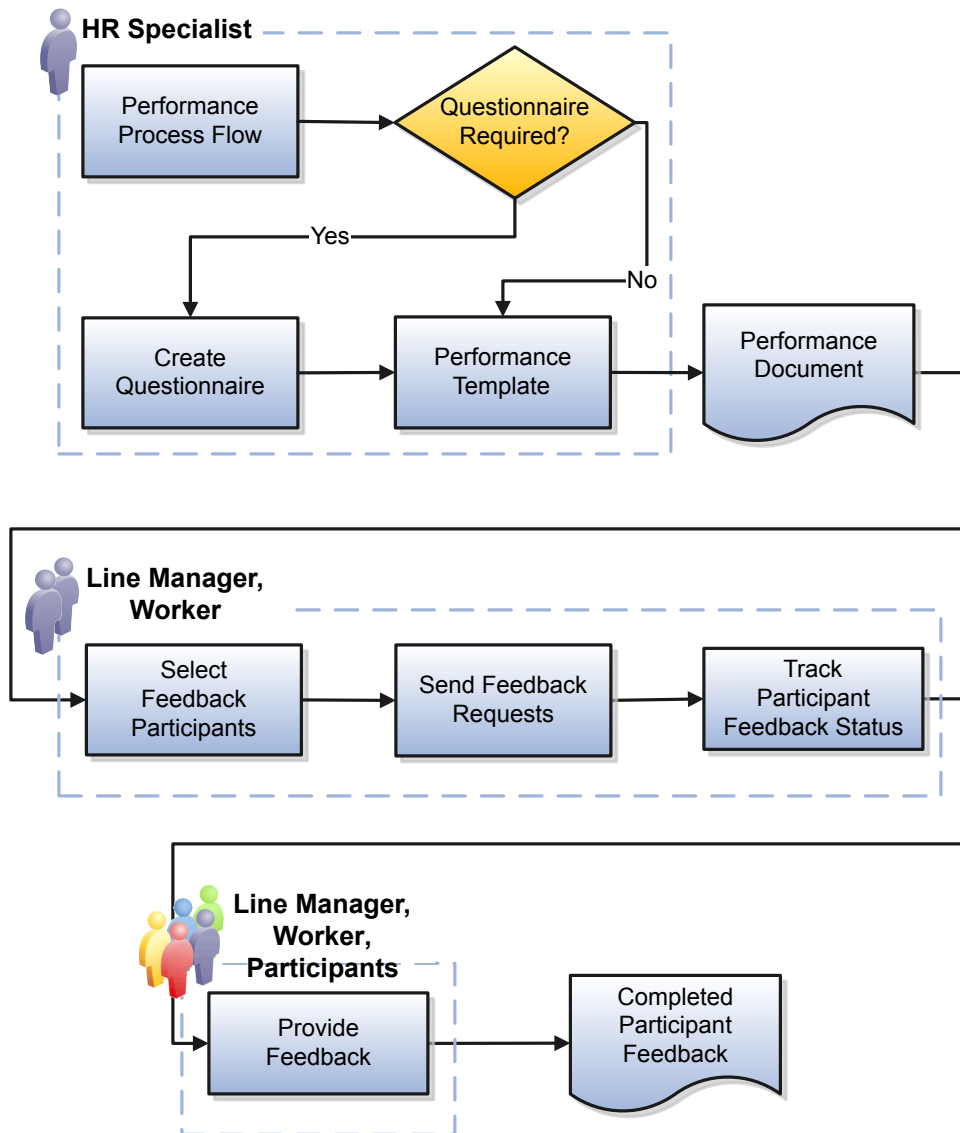 HR Specialist
Performance
Process Flow
Questionnaire
Required?
Yes
No
Create
Questionnaire
Performance
Template
Performance
Document
Line Manager,
Worker
Select
Feedback
Participants
Send Feedback
Requests
Track
Participant
Feedback Status
Line Manager,
Worker,
Participants
Provide
Feedback
Completed
Participant
Feedback